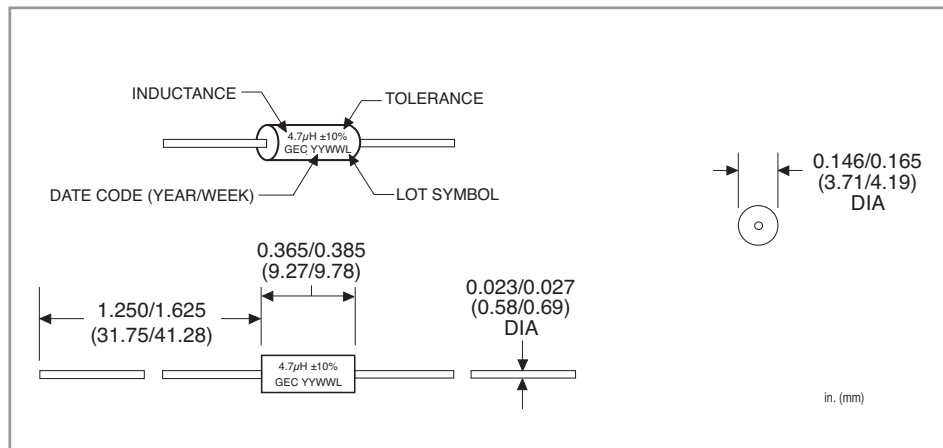 INDUCTANCE
TOLERANCE
4.7µH ±10%
GEC YYWWL
DATE CODE (YEAR/WEEK)
LOT SYMBOL
0.146/0.165
(3.71/4.19)
DIA
0.365/0.385
(9.27/9.78)
1.250/1.625
(31.75/41.28)
0.023/0.027
(0.58/0.69)
DIA
4.7µH ±10%
GEC YYWWL
in. (mm)